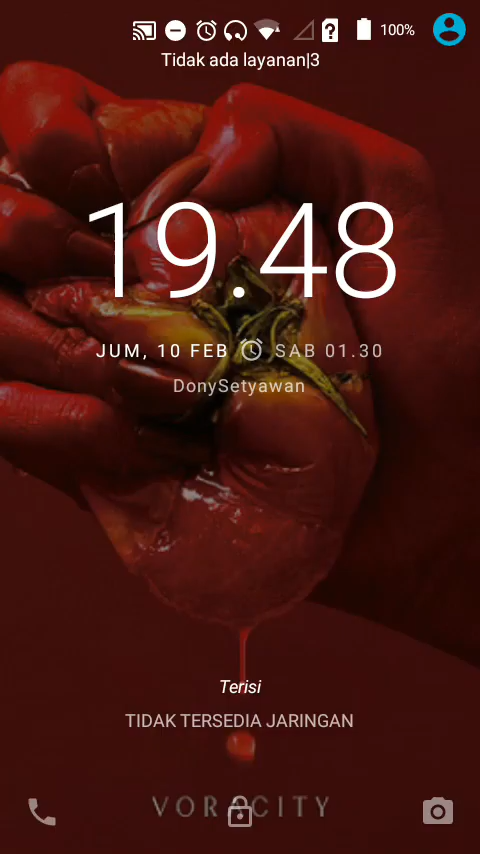 100%
Tidak ada layanan|3
19.48
JUM, 10 FEB SAB 01.30
DonySetyawan
Terisi
TIDAK TERSEDIA JARINGAN
VORACITY